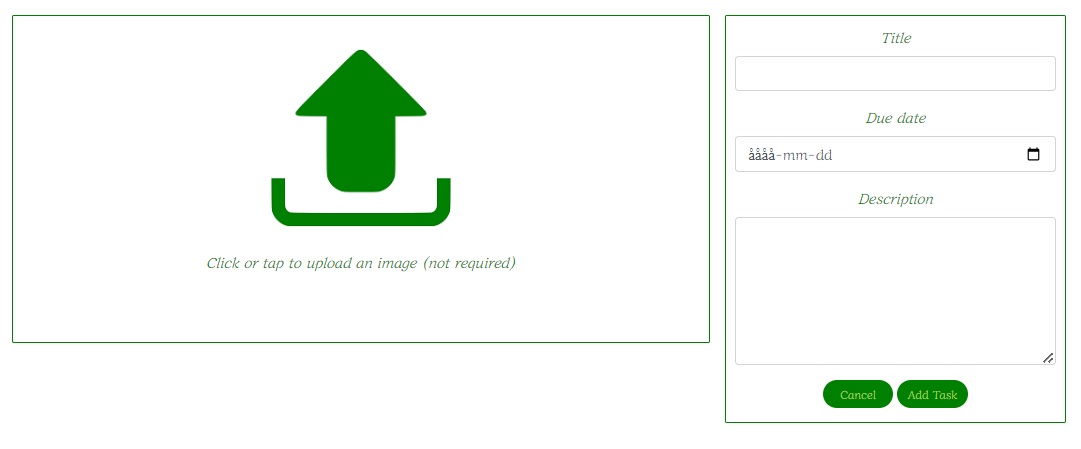 Click or tap to upload an image (not required)
Title
Due date
åååå-mm-dd
Description
Cancel
Add Task